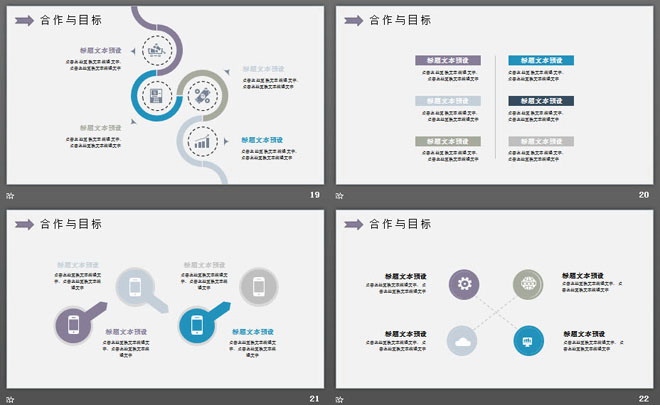 合作与目标
标题文本预设
点击此处更换文本编辑文字,
点击此处更换文本编辑文字
标题文本预设
点击此处更换文本编辑文字,
点击此处更换文本编辑文字
标题文本预设
点击此处更换文本编辑文字,
点击此处更换文本编辑文字
标题文本预设
点击此处更换文本编辑文字,
点击此处更换文本编辑文字
19
合作与目标
标题文本预设
点击此处更换文本编辑文字,
点击此处更换文本编辑文字
标题文本预设
点击此处更换文本编辑文字,
点击此处更换文本编辑文字
标题文本预设
点击此处更换文本编辑文字,
点击此处更换文本编辑文字
标题文本预设
点击此处更换文本编辑文字,
点击此处更换文本编辑文字
标题文本预设
点击此处更换文本编辑文字,
点击此处更换文本编辑文字
标题文本预设
点击此处更换文本编辑文字,
点击此处更换文本编辑文字
20
合作与目标
标题文本预设
点击此处更换文本编辑文
字,点击此处更换文本编
辑文字
标题文本预设
点击此处更换文本编辑文
字,点击此处更换文本编
辑文字
标题文本预设
点击此处更换文本编辑文
字,点击此处更换文本编
辑文字
标题文本预设
点击此处更换文本编辑文
字,点击此处更换文本编
辑文字
21
合作与目标
标题文本预设
点击此处更换文本编辑文字,点
击此处更换文本编辑文字
标题文本预设
点击此处更换文本编辑文字,点
击此处更换文本编辑文字
标题文本预设
点击此处更换文本编辑文字,点
击此处更换文本编辑文字
标题文本预设
点击此处更换文本编辑文字,点
击此处更换文本编辑文字
22